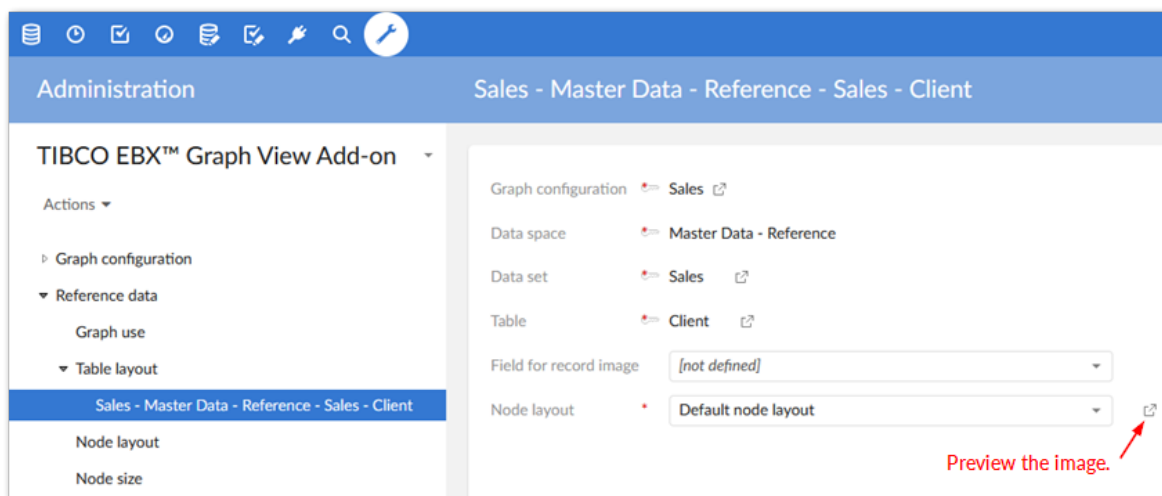 Administration
Sales - Master Data - Reference - Sales - Client
TIBCO EBX™ Graph View Add-on
Actions
Graph configuration
Reference data
Graph use
Table layout
Sales - Master Data - Reference - Sales - Client
Node layout
Node size
Graph configuration Sales
Data space Master Data - Reference
Data set Sales
Table Client
Field for record image [not defined]
Node layout * Default node layout
Preview the image.